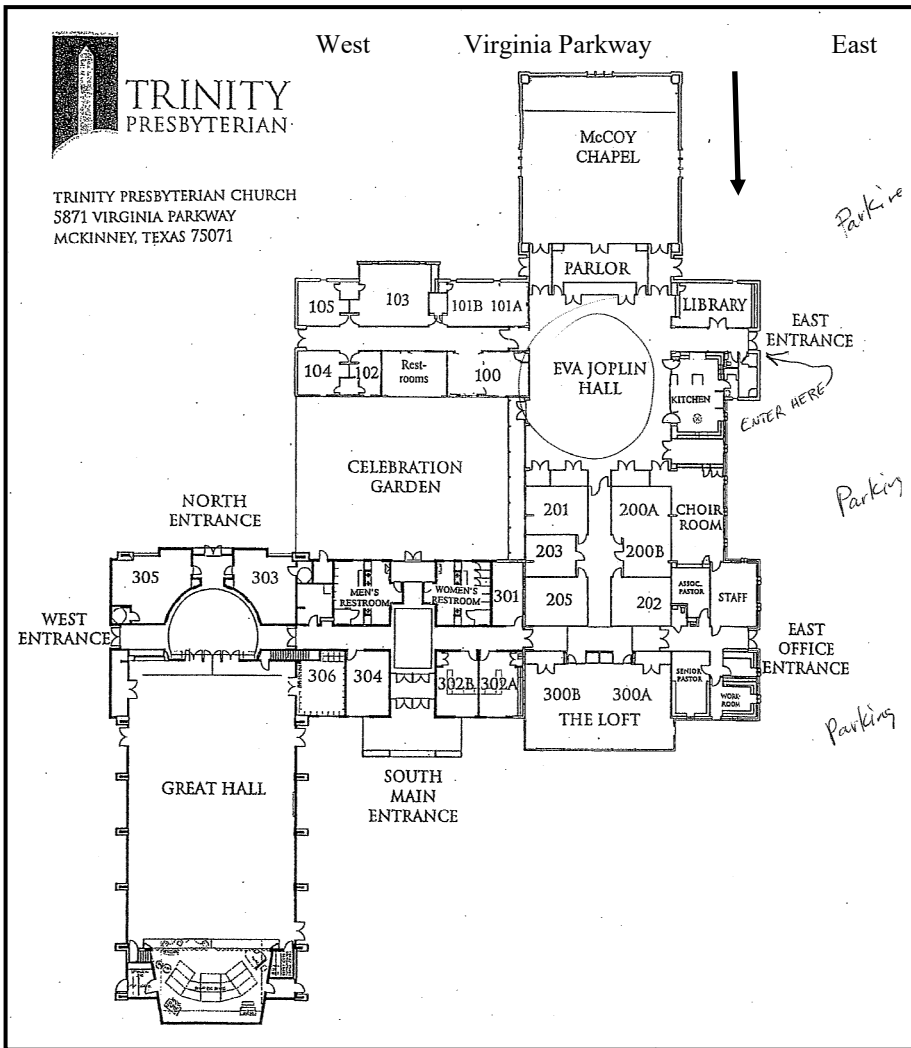 West Virginia Parkway East
TRINITY
PRESBYTERIAN
TRINITY PRESBYTERIAN CHURCH
5871 VIRGINIA PARKWAY
MCKINNEY, TEXAS 75071
McCOY
CHAPEL
Parking
PARLOR
105
103
101B 101A
LIBRARY
EAST
ENTRANCE
104
102
Rest-
rooms
100
EVA JOPLIN
HALL
KITCHEN
ENTER HERE
CELEBRATION
GARDEN
Parking
NORTH
ENTRANCE
201
200A
CHOIR
ROOM
203
200B
305
303
MEN'S
RESTROOM
WOMEN'S
RESTROOM
301
205
202
ASSOC.
PASTOR
STAFF
WEST
ENTRANCE
EAST
OFFICE
ENTRANCE
306
304
302B
302A
300B
300A
THE LOFT
SENIOR
PASTOR
WORK-
ROOM
Parking
GREAT HALL
SOUTH
MAIN
ENTRANCE